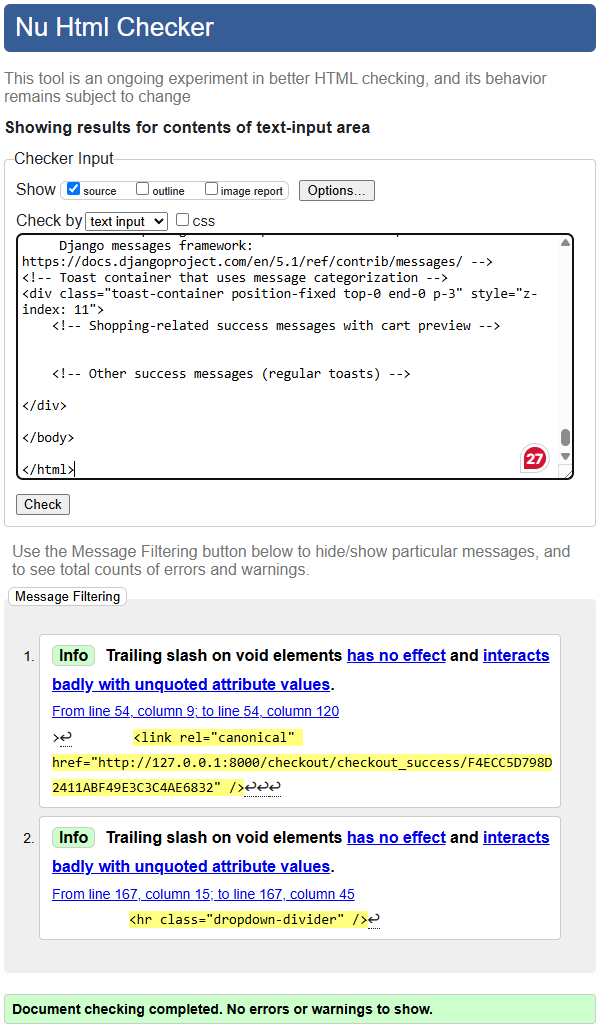 Nu Html Checker
This tool is an ongoing experiment in better HTML checking, and its behavior
remains subject to change
Showing results for contents of text-input area
Checker Input
Show source outline image report Options...
Check by text input css
Django messages framework:
https://docs.djangoproject.com/en/5.1/ref/contrib/messages/ -->
<!-- Toast container that uses message categorization -->
<div class="toast-container position-fixed top-0 end-0 p-3" style="z-
index: 11">
<!-- Shopping-related success messages with cart preview -->
<!-- Other success messages (regular toasts) -->
</div>
</body>
</html>
27
Check
Use the Message Filtering button below to hide/show particular messages, and
to see total counts of errors and warnings.
Message Filtering
1. Info Trailing slash on void elements has no effect and interacts
badly with unquoted attribute values.
From line 54, column 9; to line 54, column 120
>↩ <link rel="canonical"
href="http://127.0.0.1:8000/checkout/checkout_success/F4ECC5D798D
2411ABF49E3C3C4AE6832" />↩↩↩
2. Info Trailing slash on void elements has no effect and interacts
badly with unquoted attribute values.
From line 167, column 15; to line 167, column 45
<hr class="dropdown-divider" />↩
Document checking completed. No errors or warnings to show.